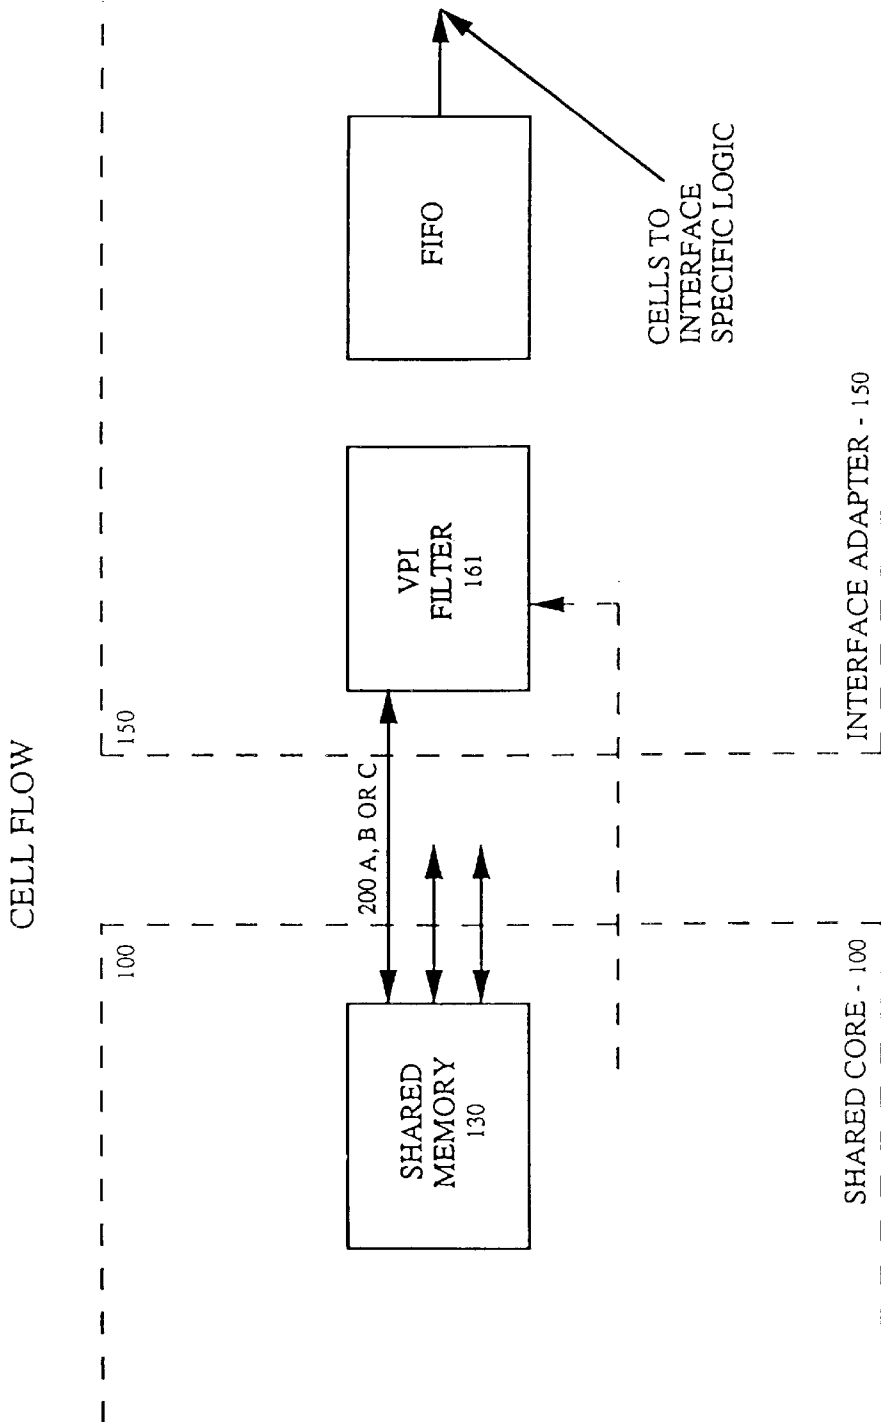 CELL FLOW
100
150
200 A, B OR C
SHARED
MEMORY
130
VPI
FILTER
161
FIFO
CELLS TO
INTERFACE
SPECIFIC LOGIC
SHARED CORE - 100
INTERFACE ADAPTER - 150